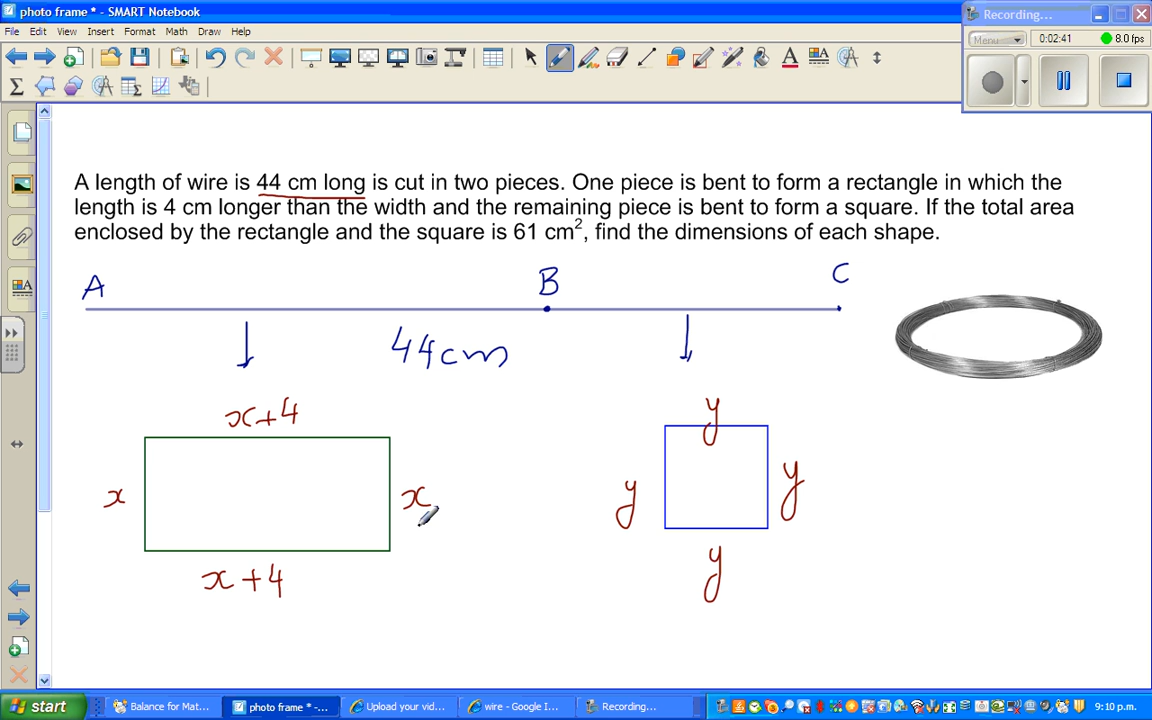 photo frame * - SMART Notebook
File Edit View Insert Format Math Draw Help
Recording...
Menu 0:02:41 8.0 fps
A length of wire is 44 cm long is cut in two pieces. One piece is bent to form a rectangle in which the
length is 4 cm longer than the width and the remaining piece is bent to form a square. If the total area
enclosed by the rectangle and the square is 61 cm², find the dimensions of each shape.
A B C
44cm
x+4 y
x x y y
x+4 y
start Balance for Mat... photo frame * -... Upload your vid... wire - Google I... Recording... 9:10 p.m.